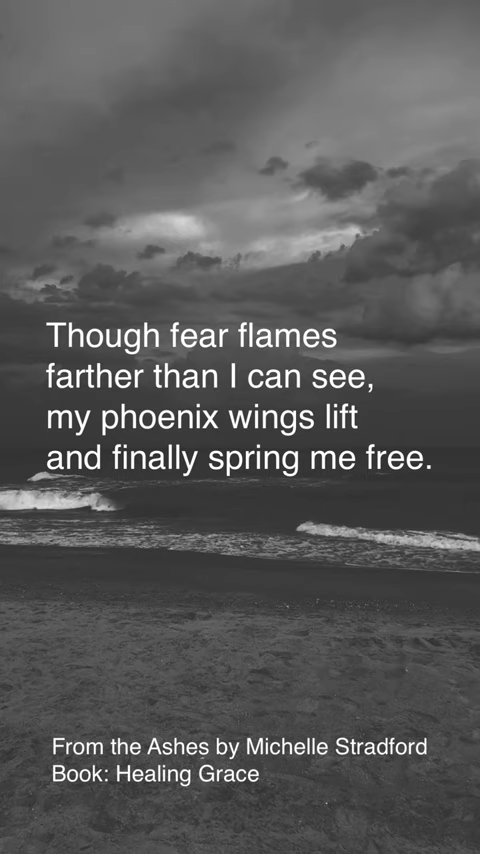 Though fear flames
farther than I can see,
my phoenix wings lift
and finally spring me free.
From the Ashes by Michelle Stradford
Book: Healing Grace